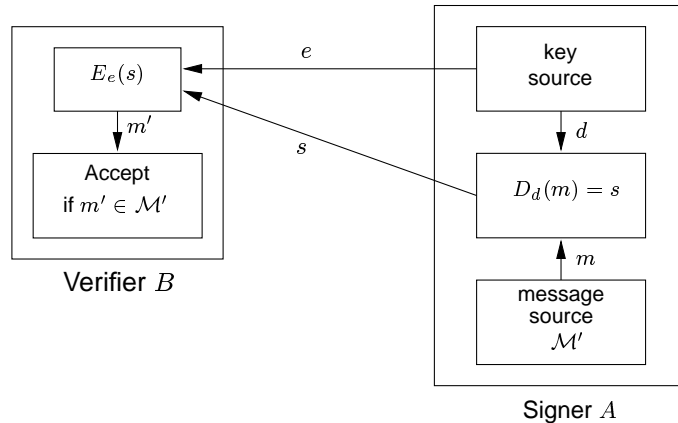 E_e(s)
m′
Accept
if m′ ∈ ℳ′
Verifier B
e
s
key
source
d
D_d(m) = s
m
message
source
ℳ′
Signer A